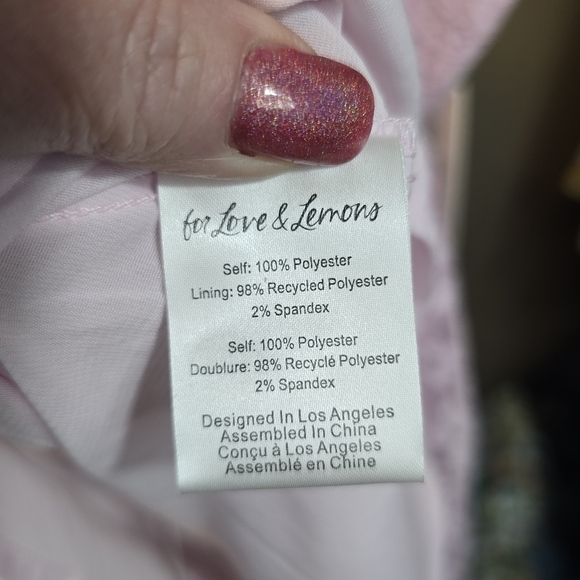 for Love & Lemons
Self: 100% Polyester
Lining: 98% Recycled Polyester
2% Spandex
Self: 100% Polyester
Doublure: 98% Recyclé Polyester
2% Spandex
Designed In Los Angeles
Assembled In China
Conçu à Los Angeles
Assemblé en Chine